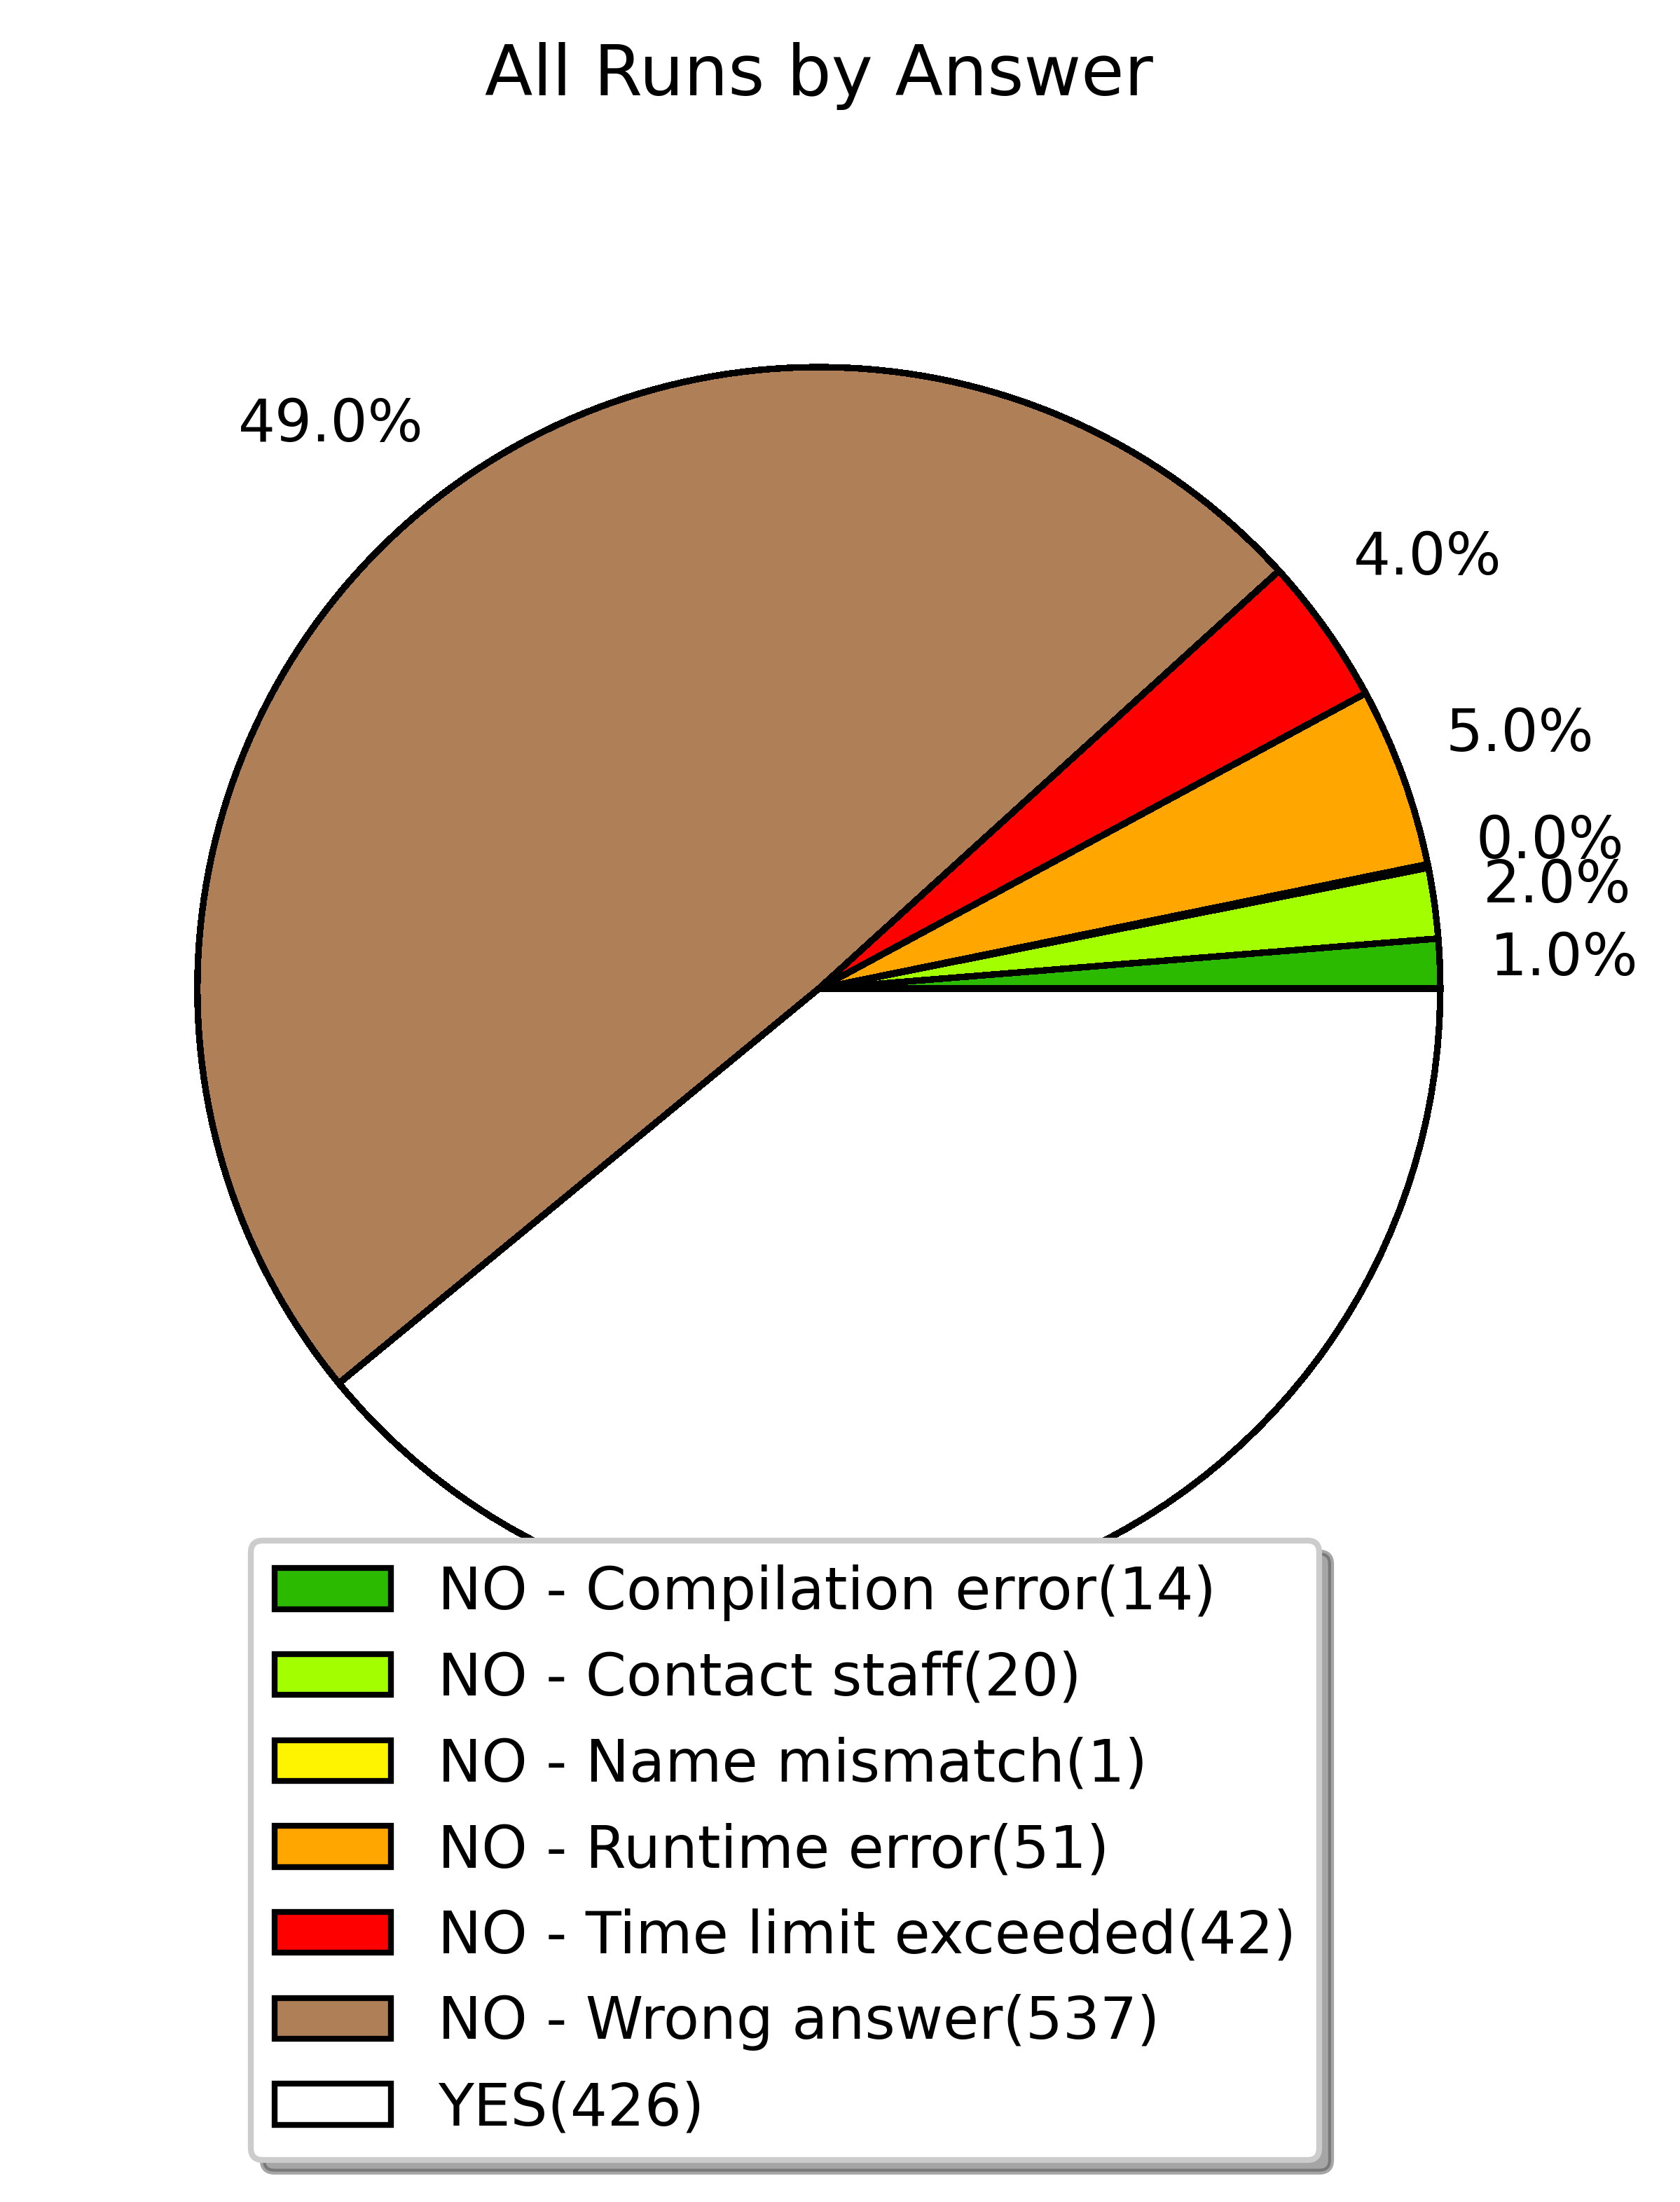 All Runs by Answer
49.0%
4.0%
5.0%
0.0%
2.0%
1.0%
NO - Compilation error(14)
NO - Contact staff(20)
NO - Name mismatch(1)
NO - Runtime error(51)
NO - Time limit exceeded(42)
NO - Wrong answer(537)
YES(426)